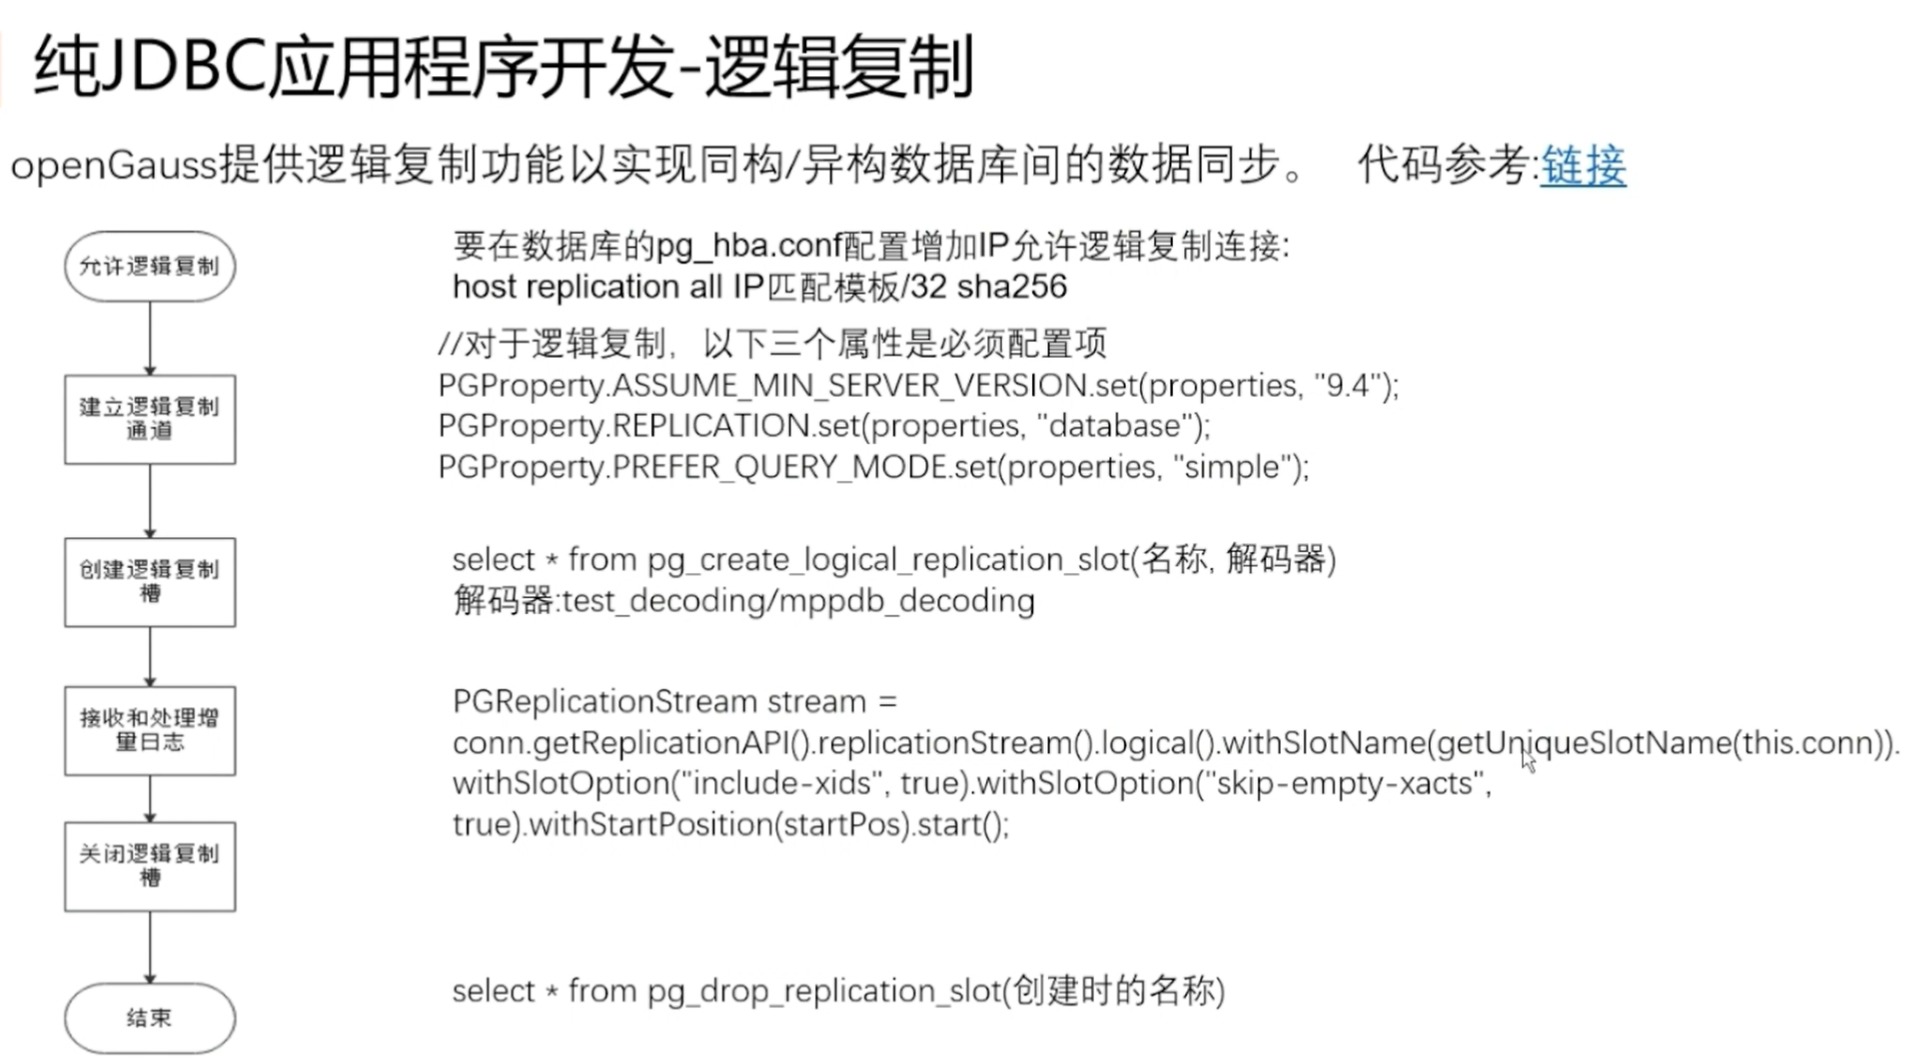 纯JDBC应用程序开发-逻辑复制
openGauss提供逻辑复制功能以实现同构/异构数据库间的数据同步。 代码参考:链接
允许逻辑复制
要在数据库的pg_hba.conf配置增加IP允许逻辑复制连接:
host replication all IP匹配模板/32 sha256
建立逻辑复制
通道
//对于逻辑复制，以下三个属性是必须配置项
PGProperty.ASSUME_MIN_SERVER_VERSION.set(properties, "9.4");
PGProperty.REPLICATION.set(properties, "database");
PGProperty.PREFER_QUERY_MODE.set(properties, "simple");
创建逻辑复制
槽
select * from pg_create_logical_replication_slot(名称, 解码器)
解码器:test_decoding/mppdb_decoding
接收和处理增
量日志
PGReplicationStream stream =
conn.getReplicationAPI().replicationStream().logical().withSlotName(getUniqueSlotName(this.conn)).
withSlotOption("include-xids", true).withSlotOption("skip-empty-xacts",
true).withStartPosition(startPos).start();
关闭逻辑复制
槽
结束
select * from pg_drop_replication_slot(创建时的名称)